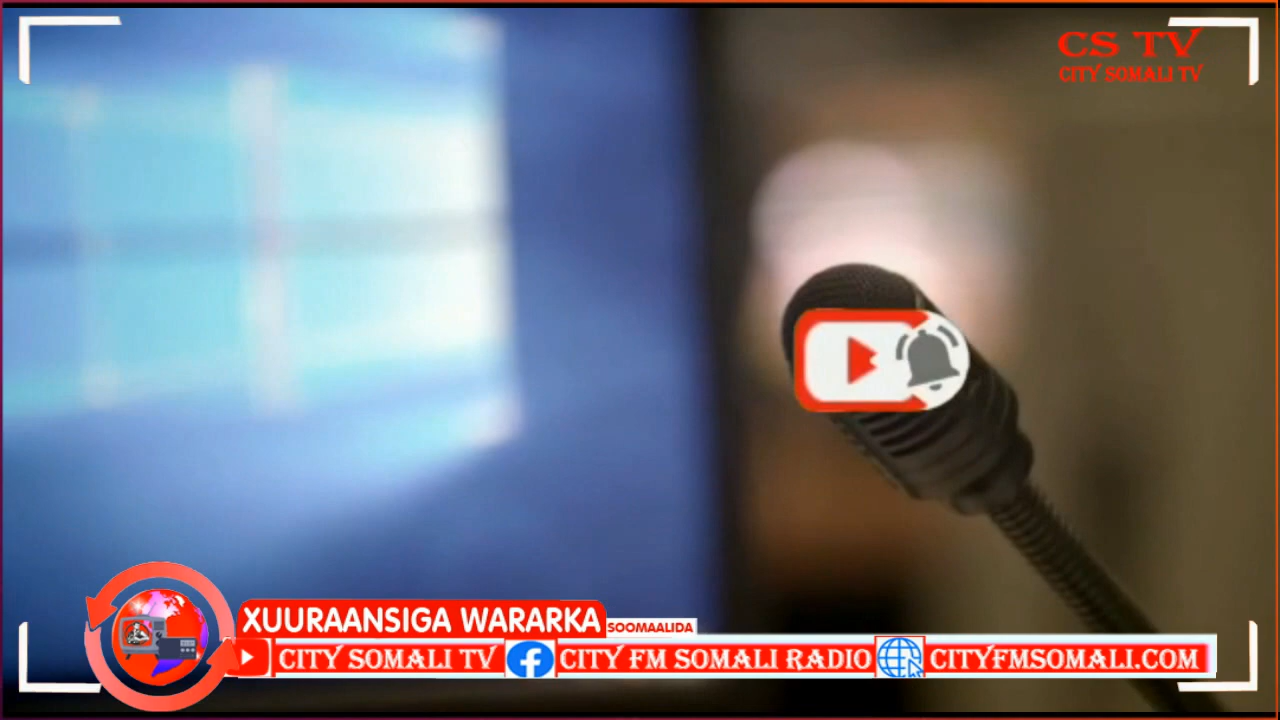 CS TV
CITY SOMALI TV
XUURAANSIGA WARARKA
SOOMAALIDA
CITY SOMALI TV CITY FM SOMALI RADIO CITYFMSOMALI.COM